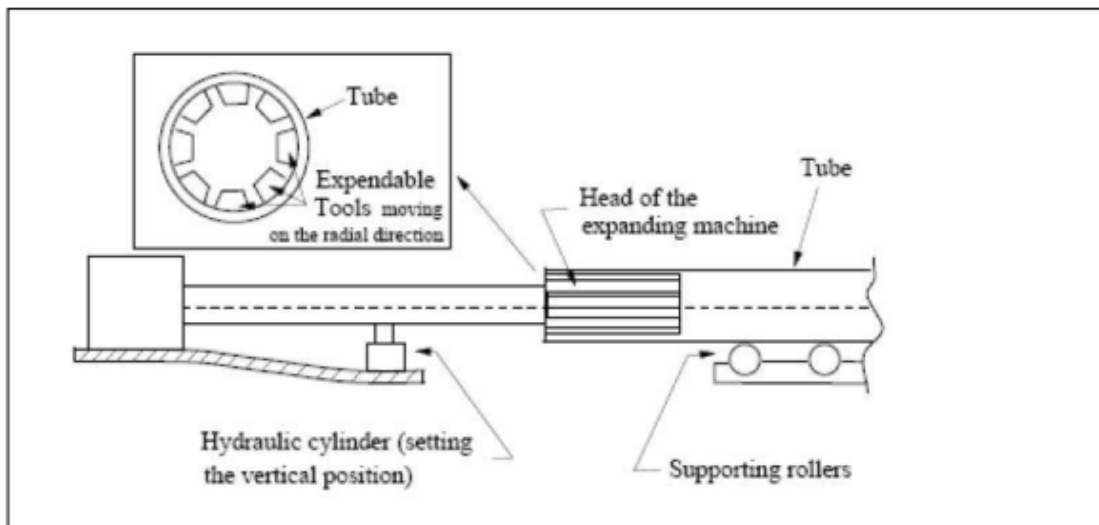 Tube
Expendable
Tools moving
on the radial direction
Head of the
expanding machine
Tube
Hydraulic cylinder (setting
the vertical position)
Supporting rollers